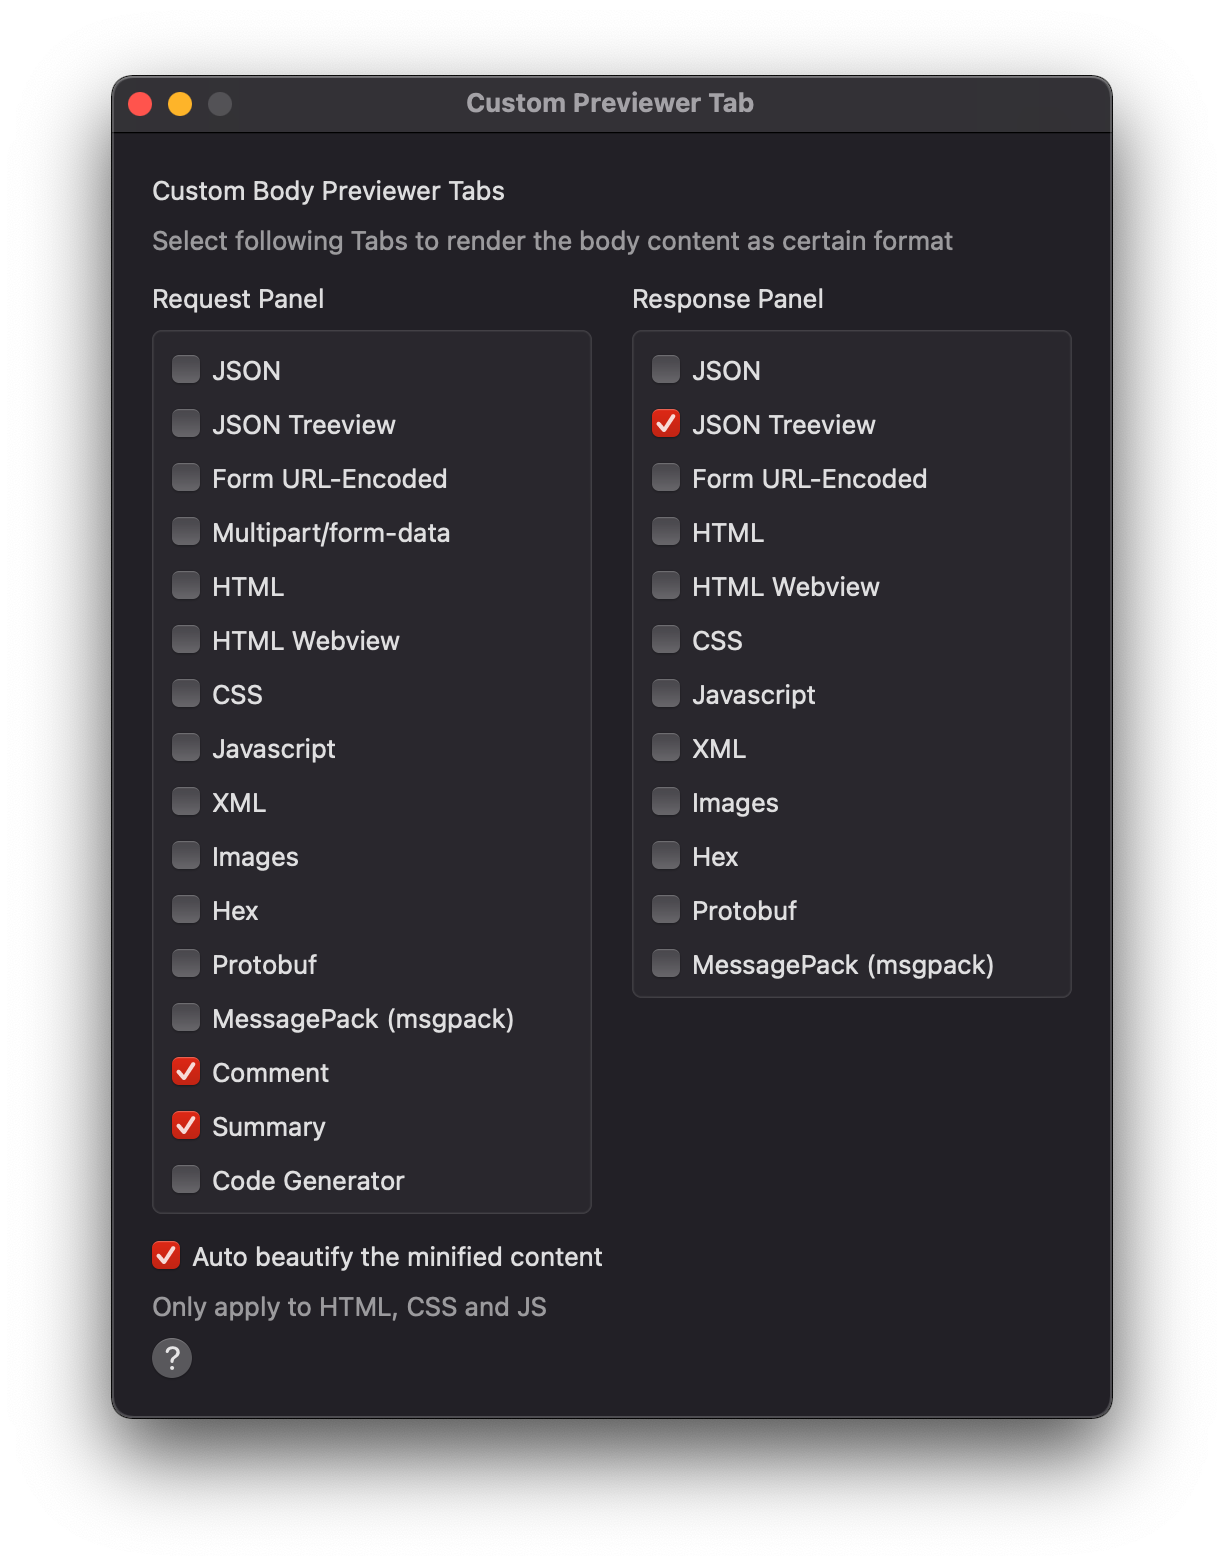 Custom Previewer Tab
Custom Body Previewer Tabs
Select following Tabs to render the body content as certain format
Request Panel
JSON
JSON Treeview
Form URL-Encoded
Multipart/form-data
HTML
HTML Webview
CSS
Javascript
XML
Images
Hex
Protobuf
MessagePack (msgpack)
Comment
Summary
Code Generator
Response Panel
JSON
JSON Treeview
Form URL-Encoded
HTML
HTML Webview
CSS
Javascript
XML
Images
Hex
Protobuf
MessagePack (msgpack)
Auto beautify the minified content
Only apply to HTML, CSS and JS
?